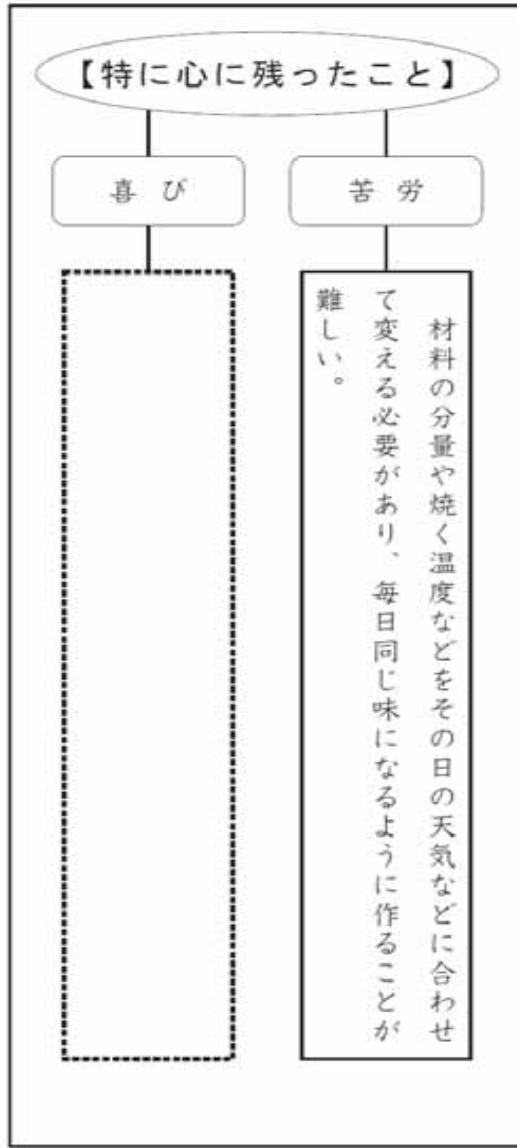 【特に心に残ったこと】
苦労
材料の分量や焼く温度などをその日の天気などに合わせ
て変える必要があり、毎日同じ味になるように作ることが
難しい。
喜び